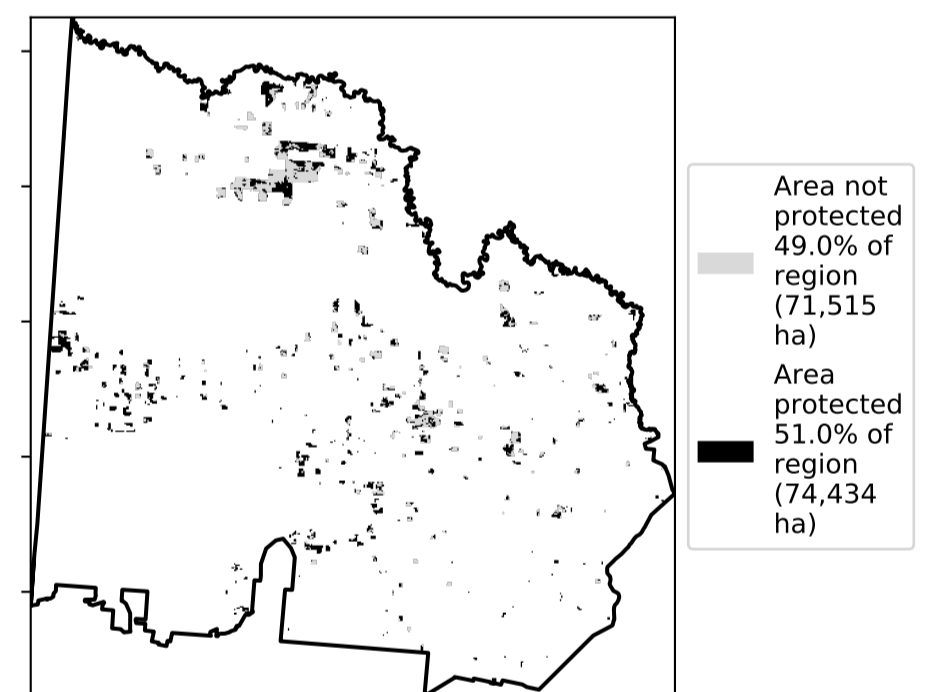 Area not
protected
49.0% of
region
(71,515
ha)
Area
protected
51.0% of
region
(74,434
ha)